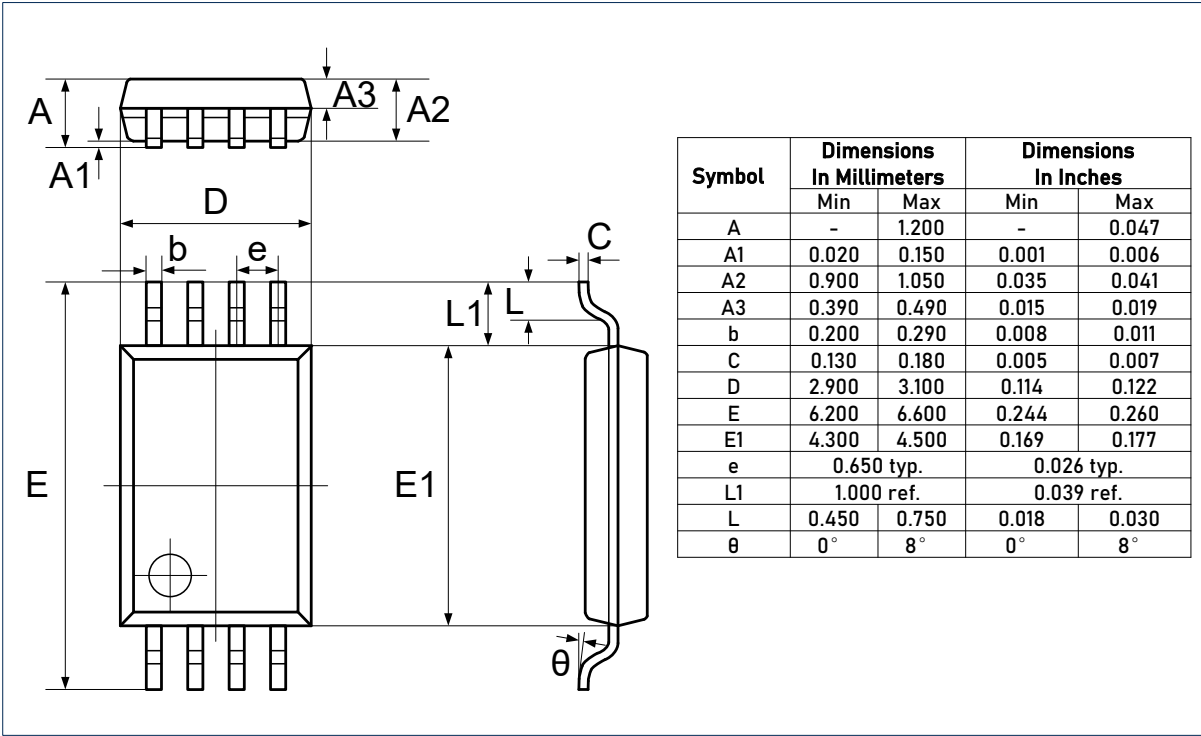 A
A1
A3
A2
D
b
e
C
L1
L
E
E1
θ
Symbol
Dimensions In Millimeters
Dimensions In Inches
Min Max Min Max
A - 1.200 - 0.047
A1 0.020 0.150 0.001 0.006
A2 0.900 1.050 0.035 0.041
A3 0.390 0.490 0.015 0.019
b 0.200 0.290 0.008 0.011
C 0.130 0.180 0.005 0.007
D 2.900 3.100 0.114 0.122
E 6.200 6.600 0.244 0.260
E1 4.300 4.500 0.169 0.177
e 0.650 typ. 0.026 typ.
L1 1.000 ref. 0.039 ref.
L 0.450 0.750 0.018 0.030
θ 0° 8° 0° 8°